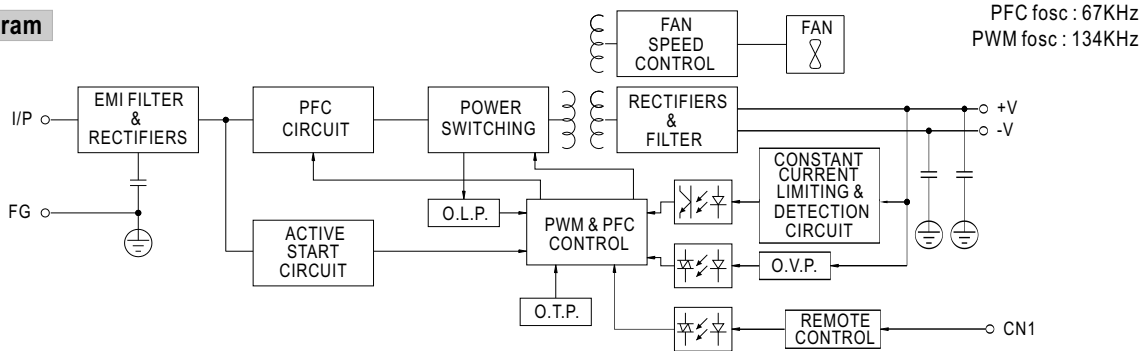 ram
PFC fosc : 67KHz
PWM fosc : 134KHz
FAN
SPEED
CONTROL
FAN
I/P
EMI FILTER
&
RECTIFIERS
PFC
CIRCUIT
POWER
SWITCHING
RECTIFIERS
&
FILTER
+V
-V
FG
ACTIVE
START
CIRCUIT
O.L.P.
PWM & PFC
CONTROL
CONSTANT
CURRENT
LIMITING &
DETECTION
CIRCUIT
O.V.P.
O.T.P.
REMOTE
CONTROL
CN1